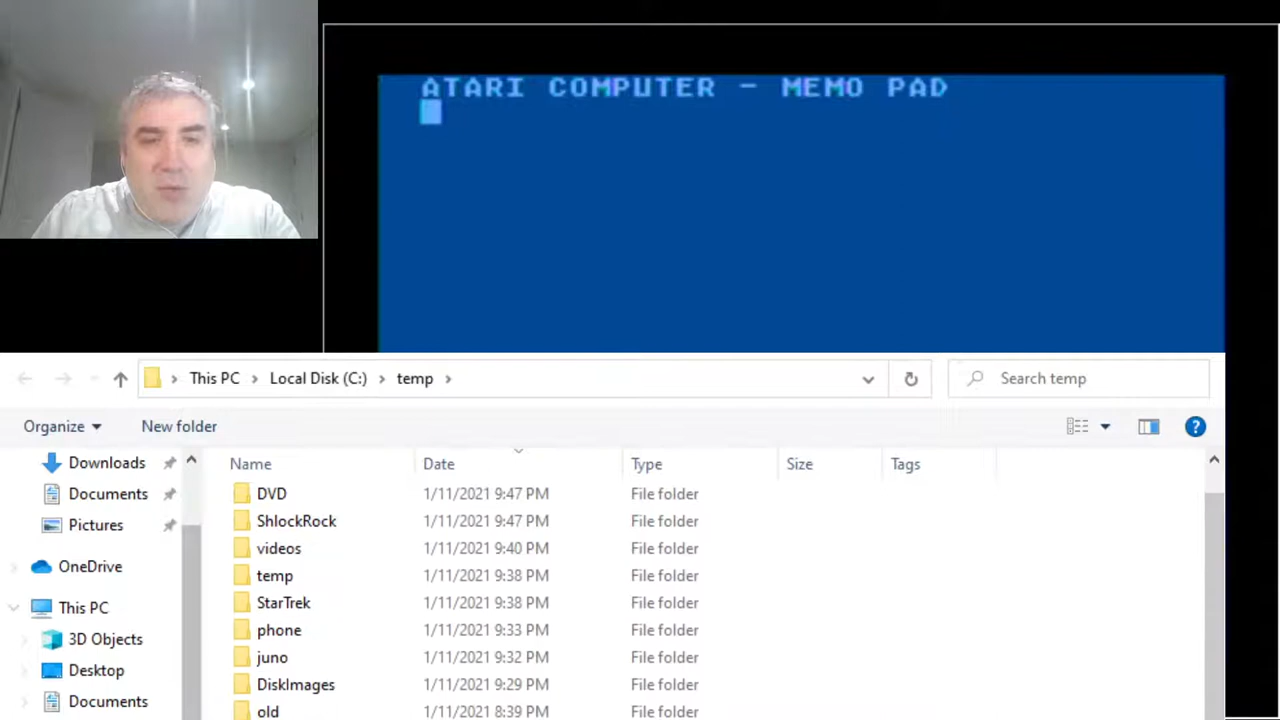 ATARI COMPUTER - MEMO PAD
This PC > Local Disk (C:) > temp >
Search temp
Organize
New folder
Name Date Type Size Tags
Downloads
Documents
Pictures
OneDrive
This PC
3D Objects
Desktop
Documents
DVD 1/11/2021 9:47 PM File folder
ShlockRock 1/11/2021 9:47 PM File folder
videos 1/11/2021 9:40 PM File folder
temp 1/11/2021 9:38 PM File folder
StarTrek 1/11/2021 9:38 PM File folder
phone 1/11/2021 9:33 PM File folder
juno 1/11/2021 9:32 PM File folder
DiskImages 1/11/2021 9:29 PM File folder
old 1/11/2021 8:39 PM File folder